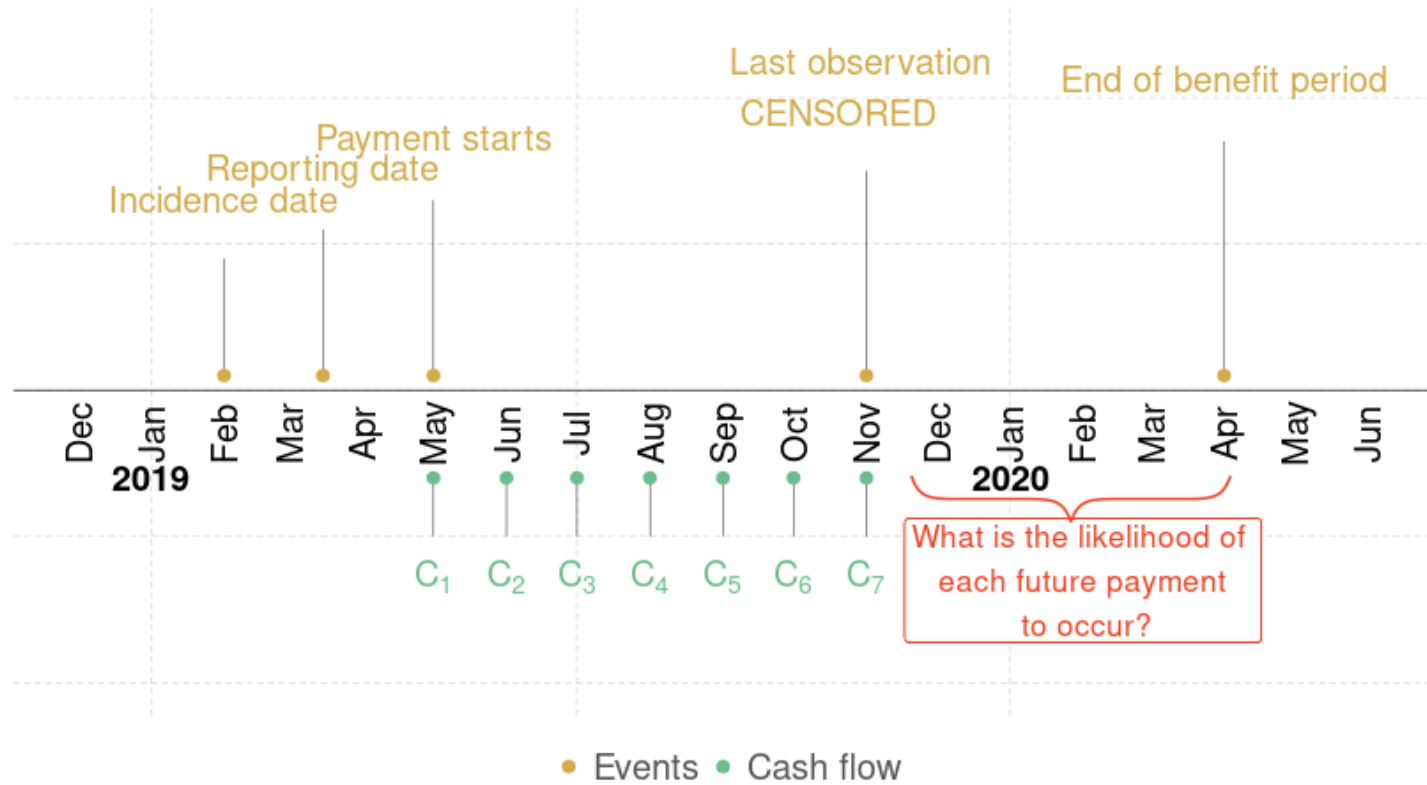 Last observation
CENSORED
End of benefit period
Payment starts
Reporting date
Incidence date
Dec Jan Feb Mar Apr May Jun Jul Aug Sep Oct Nov Dec Jan Feb Mar Apr May Jun
2019 2020
C1 C2 C3 C4 C5 C6 C7
What is the likelihood of
each future payment
to occur?
Events Cash flow